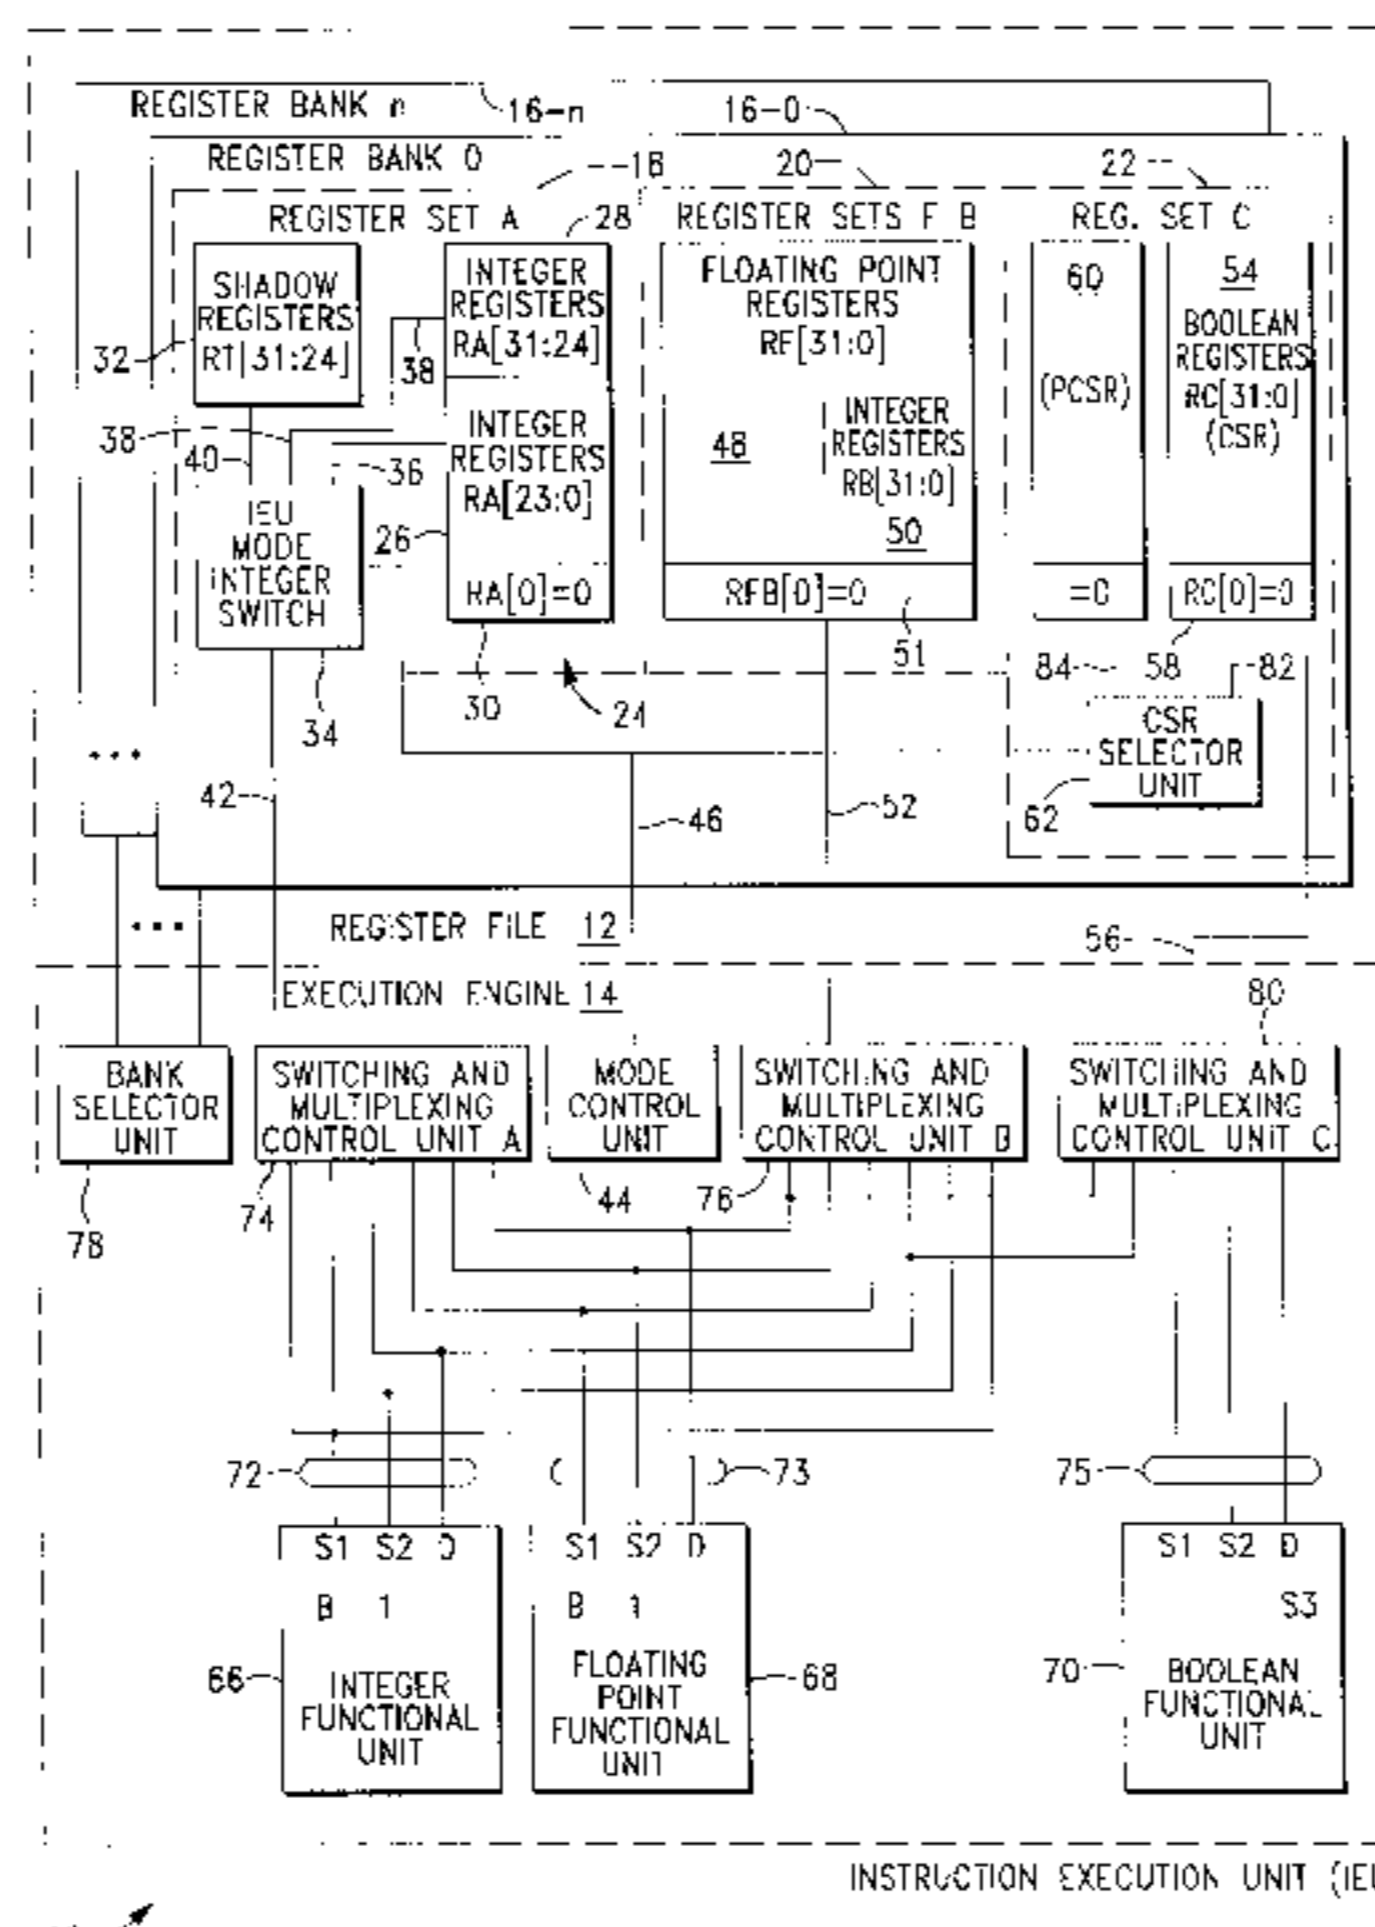 REGISTER BANK n
16-n
16-0
REGISTER BANK 0
18
20
22
REGISTER SET A
28
REGISTER SETS F B
REG. SET C
SHADOW
REGISTERS
RT[31:24]
32
INTEGER
REGISTERS
RA[31:24]
38
FLOATING POINT
REGISTERS
RF[31:0]
60
(PCSR)
54
BOOLEAN
REGISTERS
RC[31:0]
(CSR)
38
40
36
INTEGER
REGISTERS
RA[23:0]
26
48
INTEGER
REGISTERS
RB[31:0]
50
IEU
MODE
INTEGER
SWITCH
RA[0]=0
RFB[0]=0
=0
RC[0]=0
34
30
24
51
84
58
82
CSR
SELECTOR
UNIT
62
...
42
46
52
...
REGISTER FILE 12
56
EXECUTION ENGINE 14
80
BANK
SELECTOR
UNIT
SWITCHING AND
MULTIPLEXING
CONTROL UNIT A
MODE
CONTROL
UNIT
SWITCHING AND
MULTIPLEXING
CONTROL UNIT B
SWITCHING AND
MULTIPLEXING
CONTROL UNIT C
78
74
44
76
72
73
75
S1 S2 D
B 1
INTEGER
FUNCTIONAL
UNIT
66
S1 S2 D
B 1
FLOATING
POINT
FUNCTIONAL
UNIT
68
S1 S2 D
S3
BOOLEAN
FUNCTIONAL
UNIT
70
INSTRUCTION EXECUTION UNIT (IEU